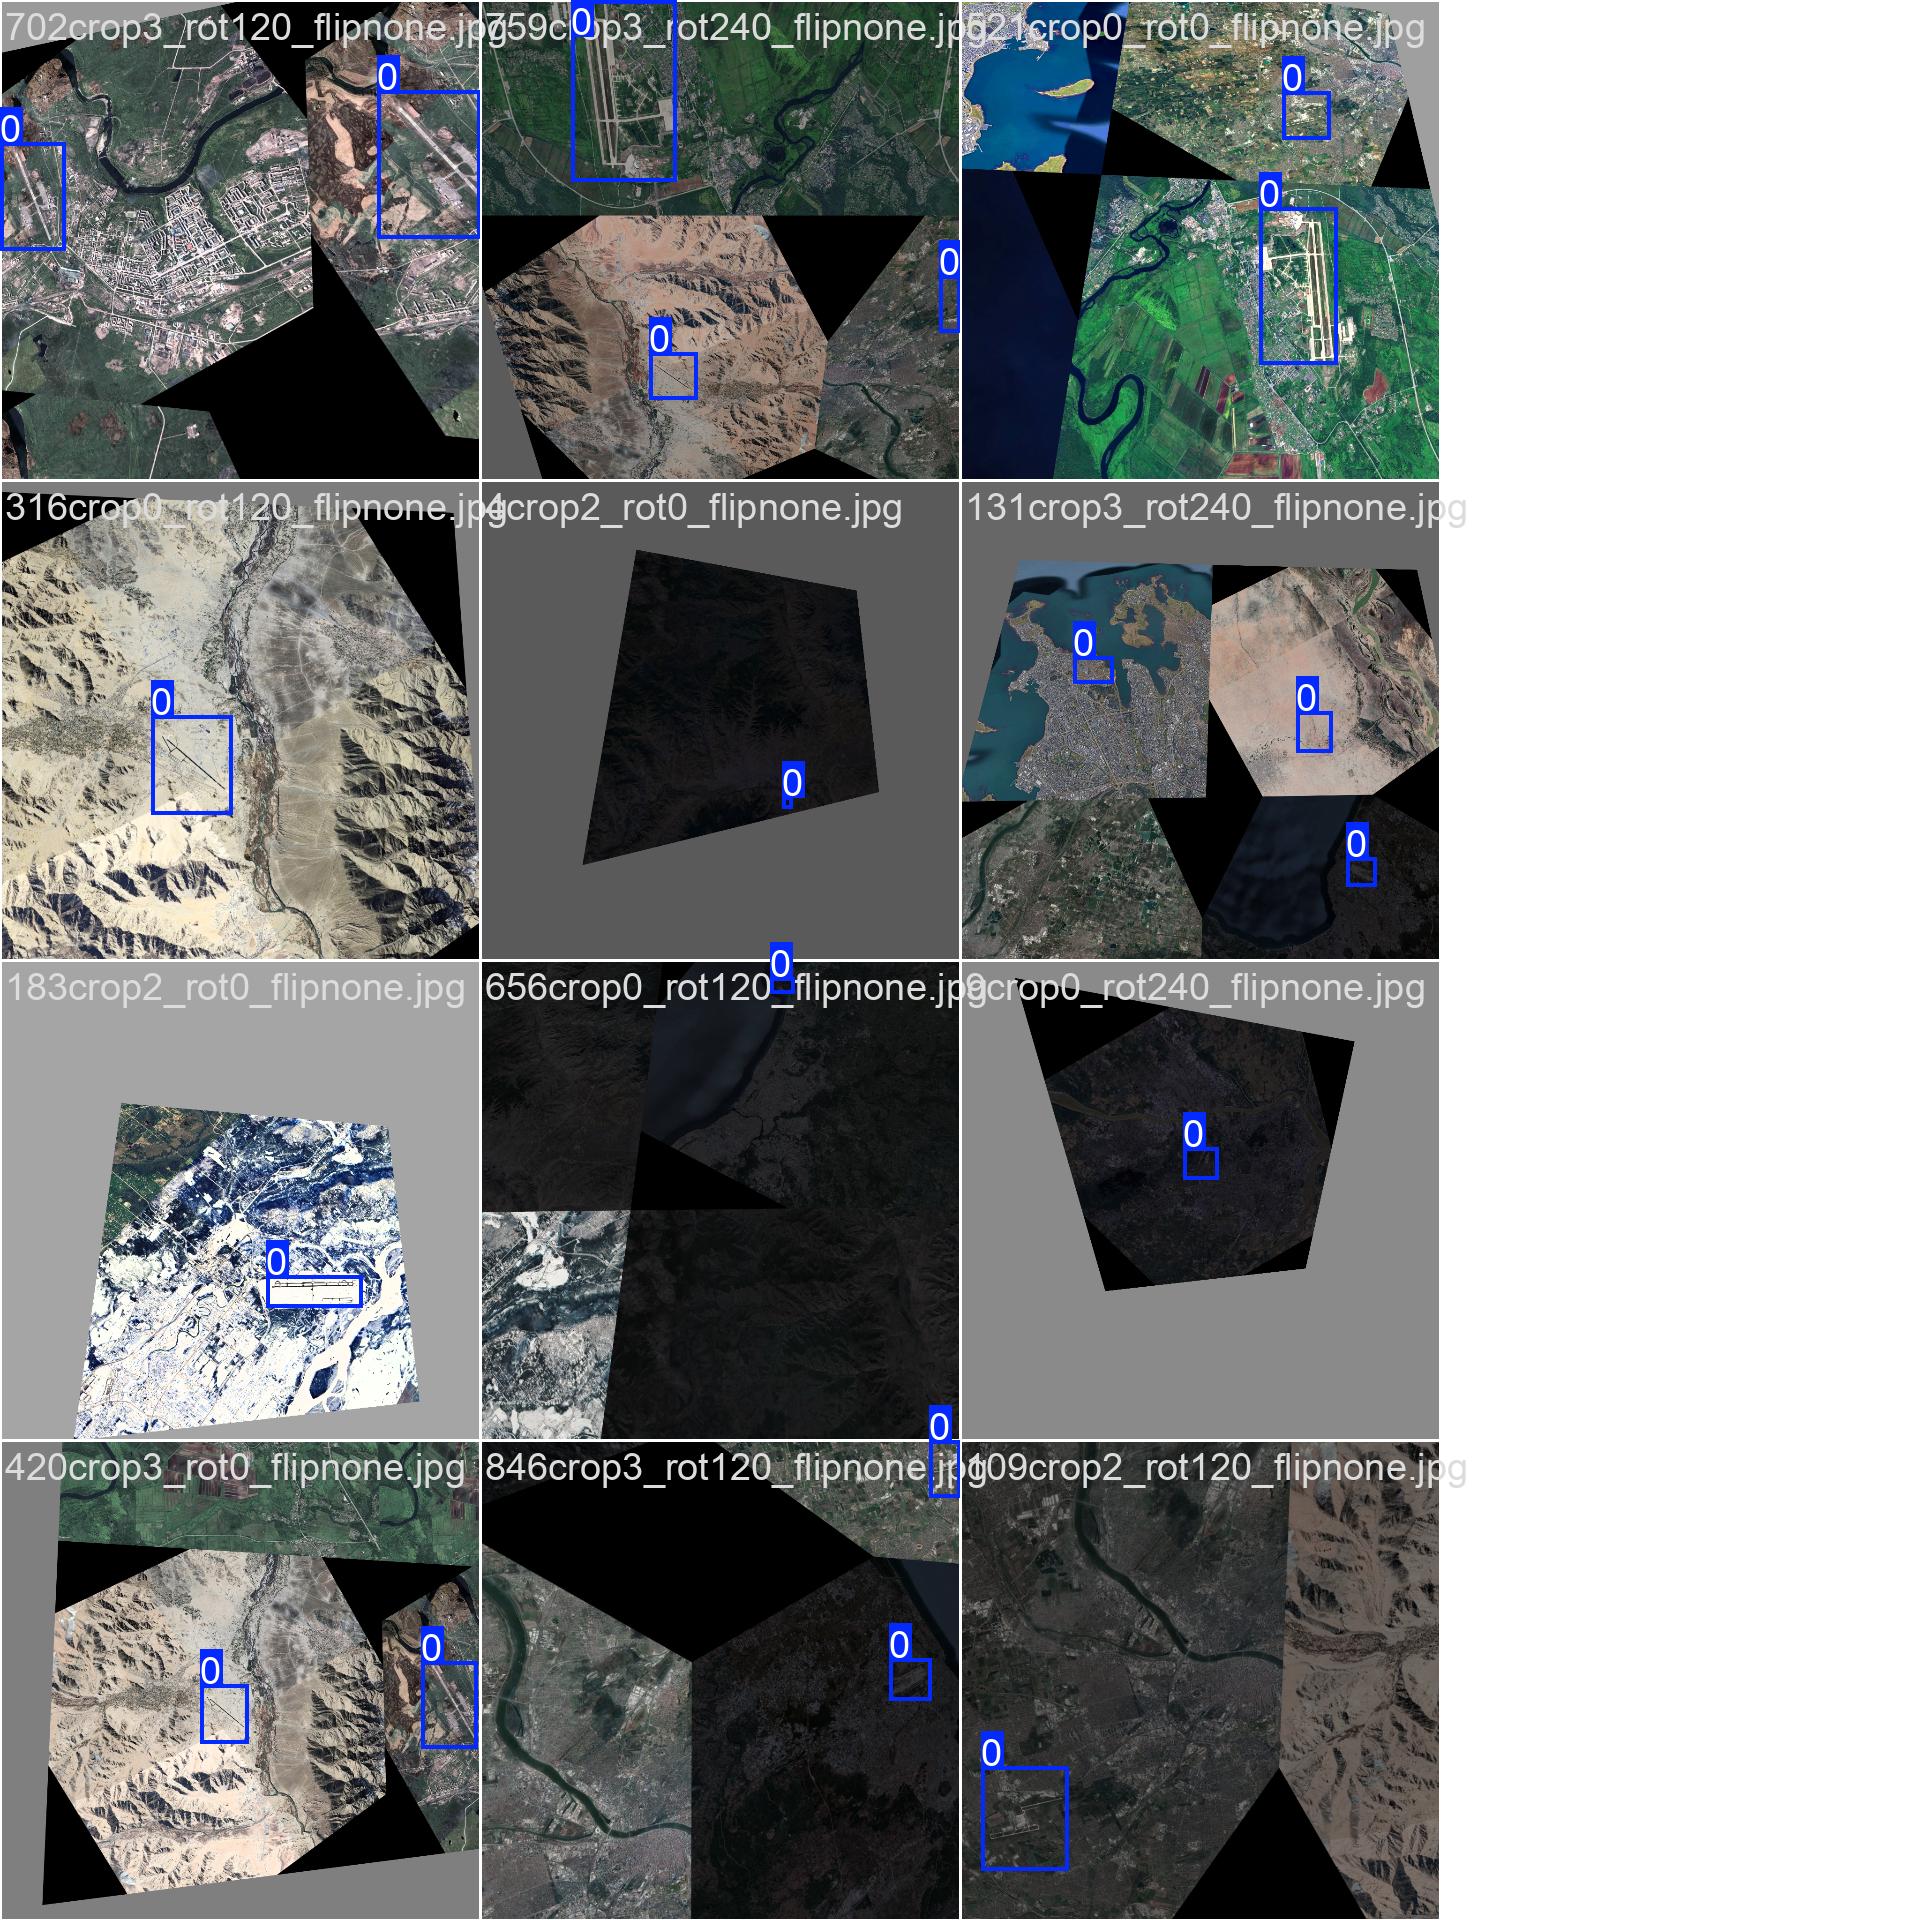 702crop3_rot120_flipnone.jpg
759crop3_rot240_flipnone.jpg
521crop0_rot0_flipnone.jpg
0
0
0
0
0
0
0
316crop0_rot120_flipnone.jpg
4crop2_rot0_flipnone.jpg
131crop3_rot240_flipnone.jpg
0
0
0
0
0
0
183crop2_rot0_flipnone.jpg
656crop0_rot120_flipnone.jpg
9crop0_rot240_flipnone.jpg
0
0
0
0
420crop3_rot0_flipnone.jpg
846crop3_rot120_flipnone.jpg
109crop2_rot120_flipnone.jpg
0
0
0
0